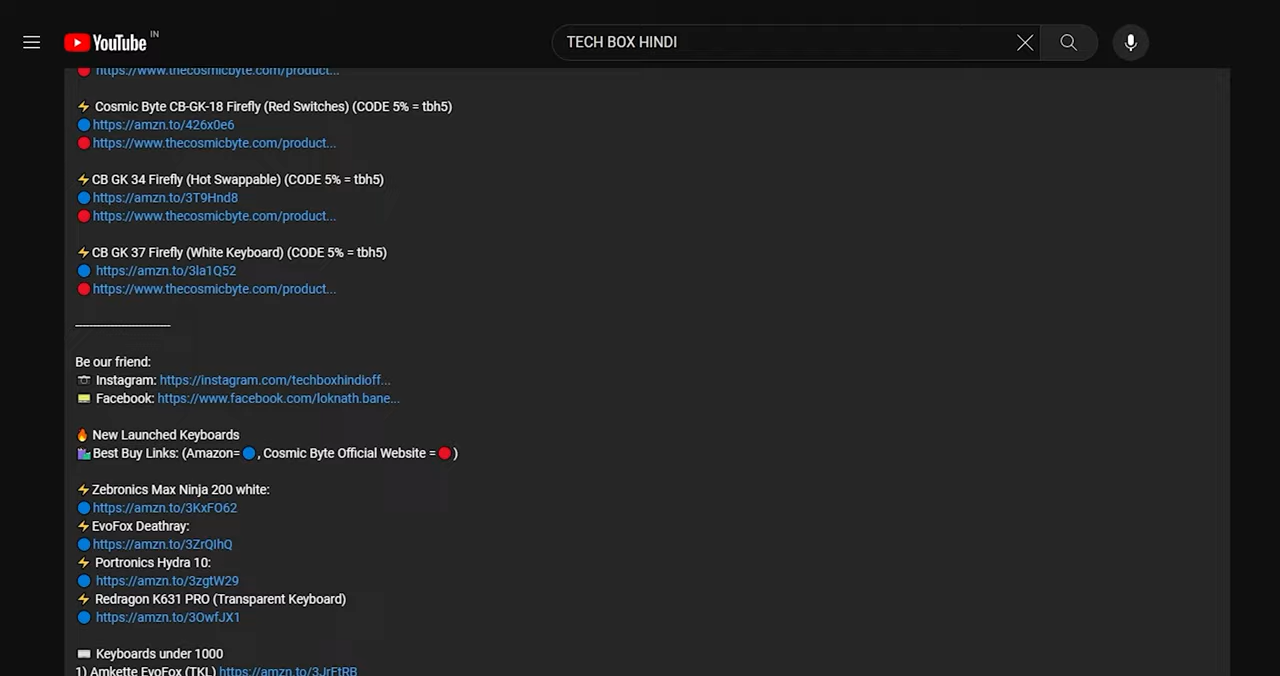 YouTube IN
TECH BOX HINDI
https://www.thecosmicbyte.com/product...
⚡ Cosmic Byte CB-GK-18 Firefly (Red Switches) (CODE 5% = tbh5)
🔵https://amzn.to/426x0e6
🔴https://www.thecosmicbyte.com/product...
⚡CB GK 34 Firefly (Hot Swappable) (CODE 5% = tbh5)
🔵https://amzn.to/3T9Hnd8
🔴https://www.thecosmicbyte.com/product...
⚡CB GK 37 Firefly (White Keyboard) (CODE 5% = tbh5)
🔵 https://amzn.to/3la1Q52
🔴https://www.thecosmicbyte.com/product...
Be our friend:
Instagram: https://instagram.com/techboxhindioff...
Facebook: https://www.facebook.com/loknath.bane...
🔥 New Launched Keyboards
🛍Best Buy Links: (Amazon= 🔵, Cosmic Byte Official Website = 🔴)
⚡Zebronics Max Ninja 200 white:
🔵https://amzn.to/3KxFO62
⚡EvoFox Deathray:
🔵https://amzn.to/3ZrQIhQ
⚡ Portronics Hydra 10:
🔵 https://amzn.to/3zgtW29
⚡ Redragon K631 PRO (Transparent Keyboard)
🔵 https://amzn.to/3OwfJX1
Keyboards under 1000
1) Amkette EvoFox (TKL) https://amzn.to/3JrFtRB